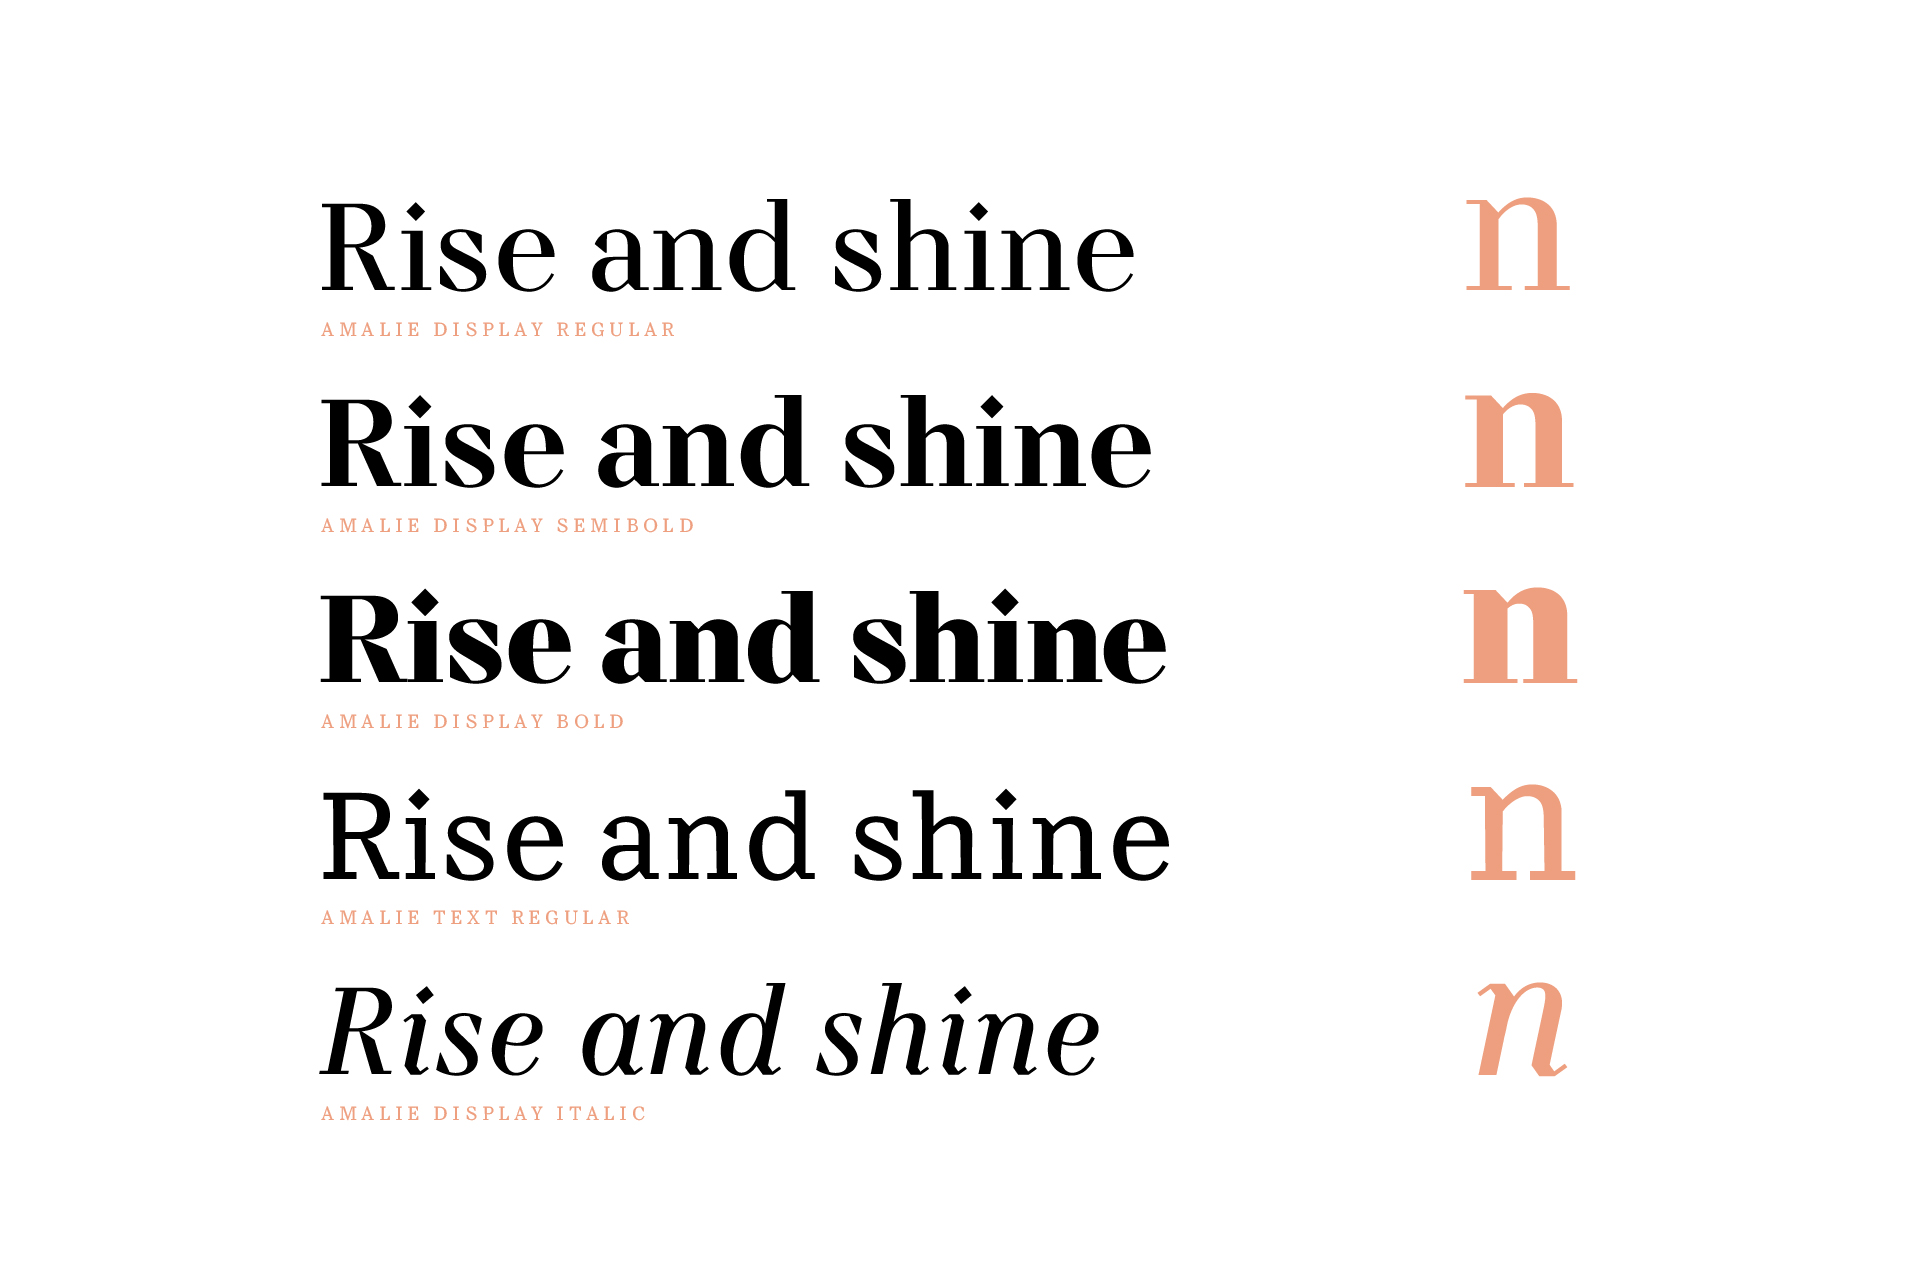 Rise and shine n
AMALIE DISPLAY REGULAR
Rise and shine n
AMALIE DISPLAY SEMIBOLD
Rise and shine n
AMALIE DISPLAY BOLD
Rise and shine n
AMALIE TEXT REGULAR
Rise and shine n
AMALIE DISPLAY ITALIC